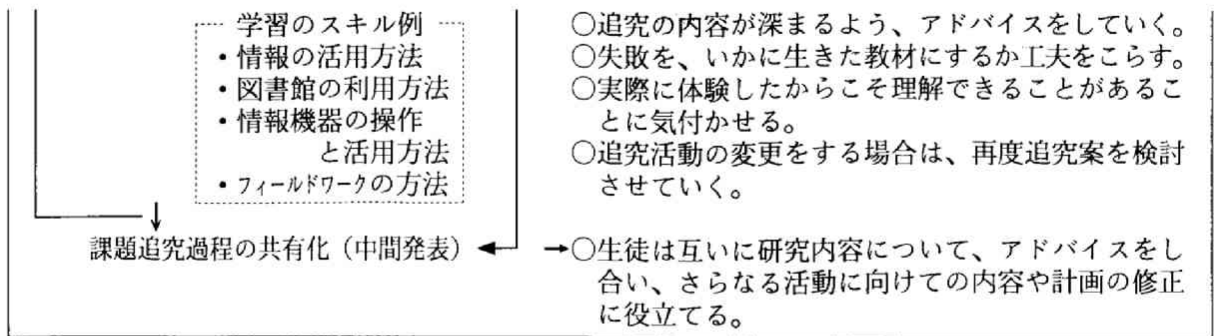 学習のスキル例
・情報の活用方法
・図書館の利用方法
・情報機器の操作
と活用方法
・フィールドワークの方法
○追究の内容が深まるよう、アドバイスをしていく。
○失敗を、いかに生きた教材にするか工夫をこらす。
○実際に体験したからこそ理解できることがあるこ
とに気付かせる。
○追究活動の変更をする場合は、再度追究案を検討
させていく。
課題追究過程の共有化（中間発表）
○生徒は互いに研究内容について、アドバイスをし
合い、さらなる活動に向けての内容や計画の修正
に役立てる。